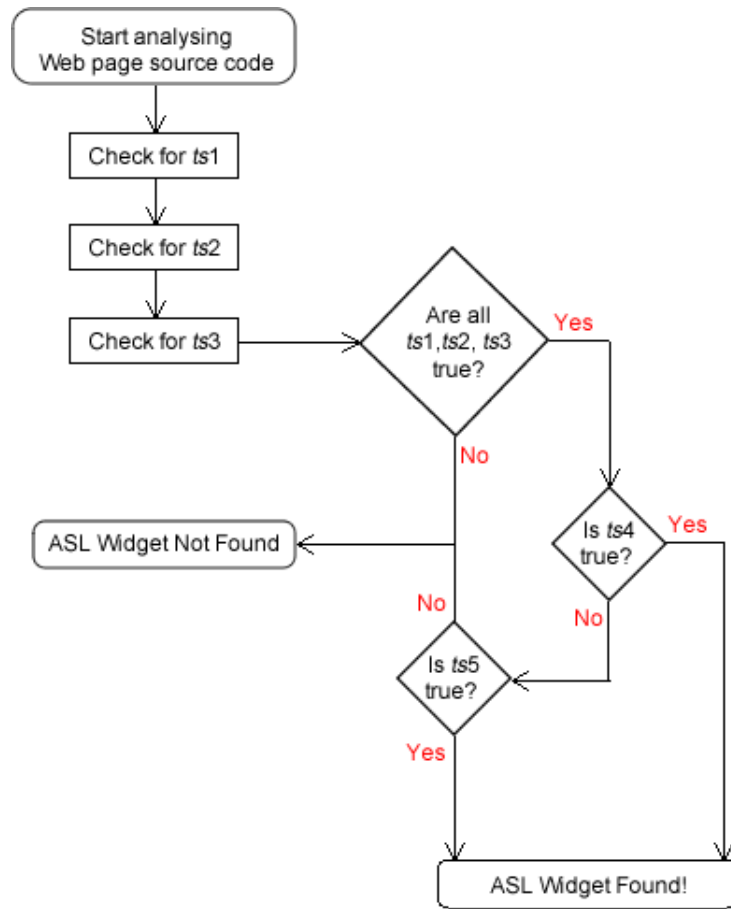 Start analysing
Web page source code
Check for ts1
Check for ts2
Check for ts3
Are all
ts1,ts2, ts3
true?
Yes
No
Is ts4
true?
Yes
No
ASL Widget Not Found
No
Is ts5
true?
Yes
ASL Widget Found!